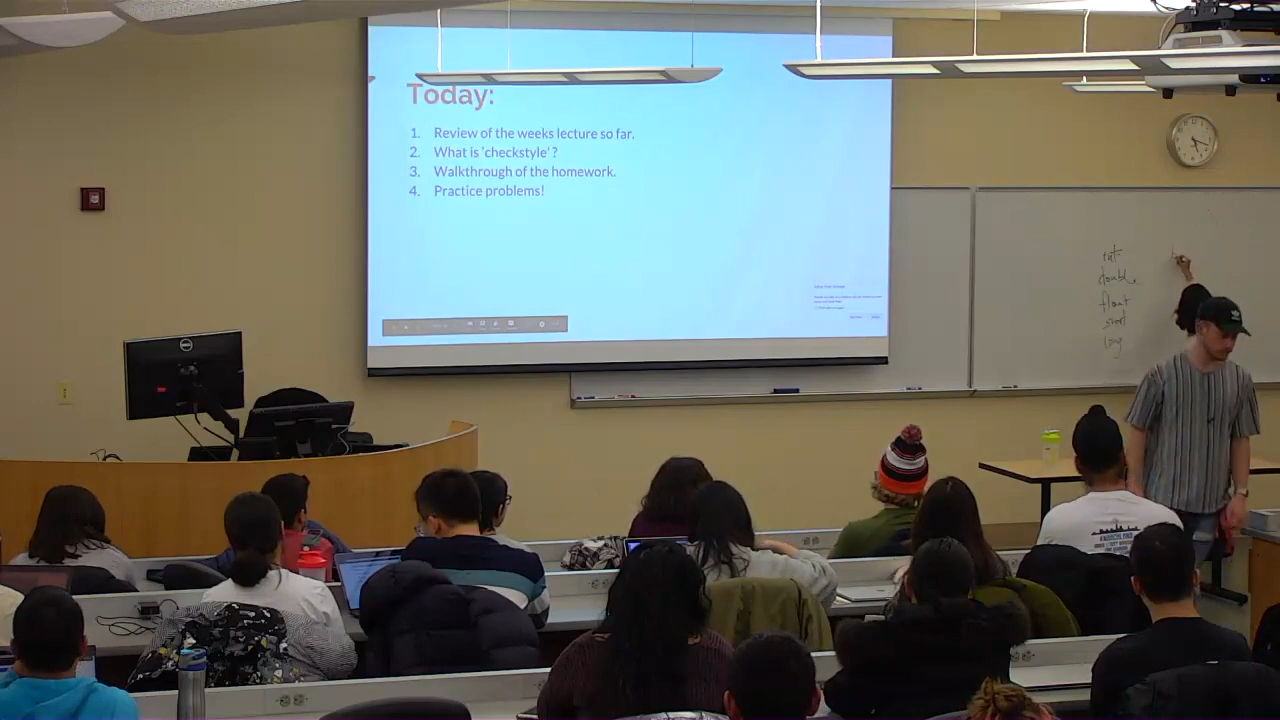 Today:
1. Review of the weeks lecture so far.
2. What is 'checkstyle'?
3. Walkthrough of the homework.
4. Practice problems!
int
double
float
short
long
DELL